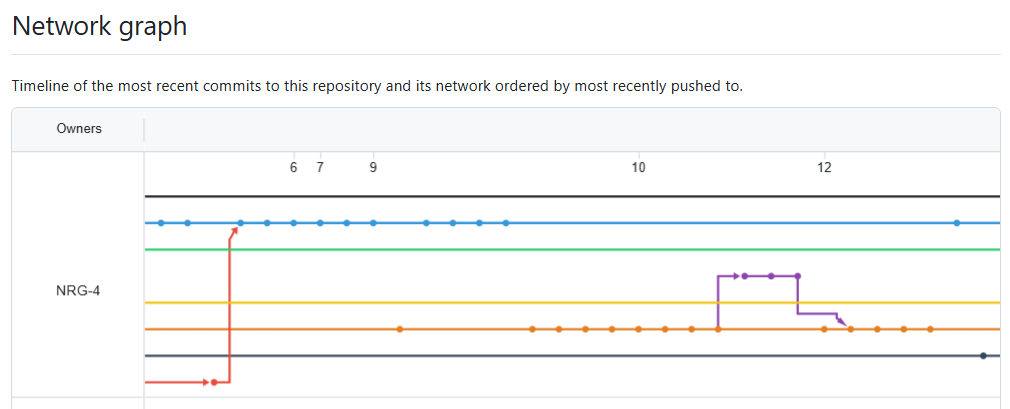 Network graph
Timeline of the most recent commits to this repository and its network ordered by most recently pushed to.
Owners
6 7 9 10 12
NRG-4